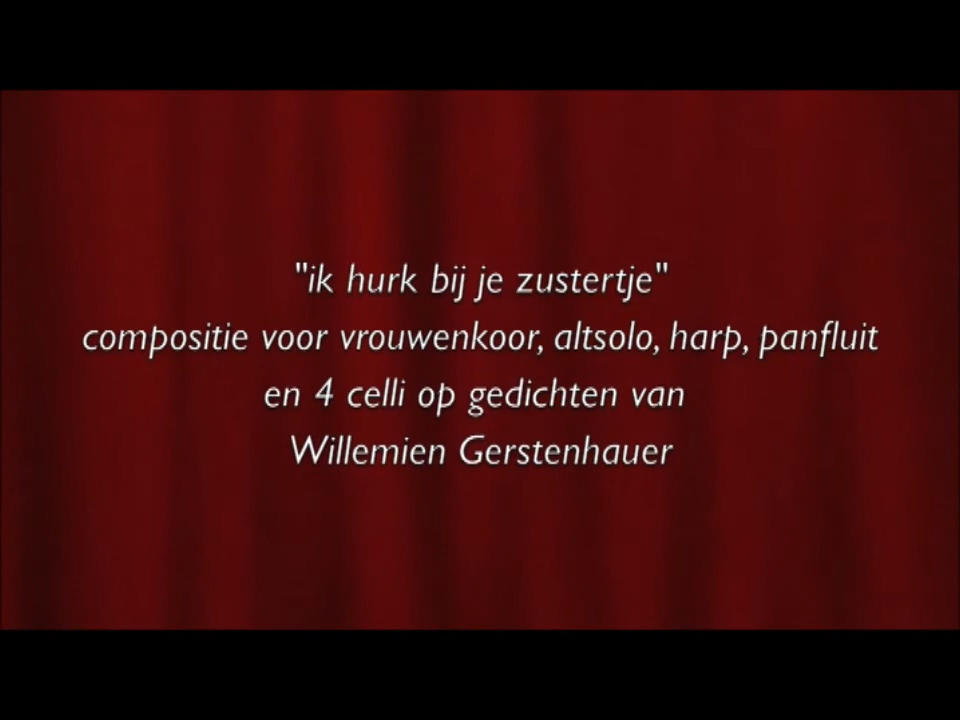 "ik hurk bij je zustertje"
compositie voor vrouwenkoor, altsolo, harp, panfluit
en 4 celli op gedichten van
Willemien Gerstenhauer